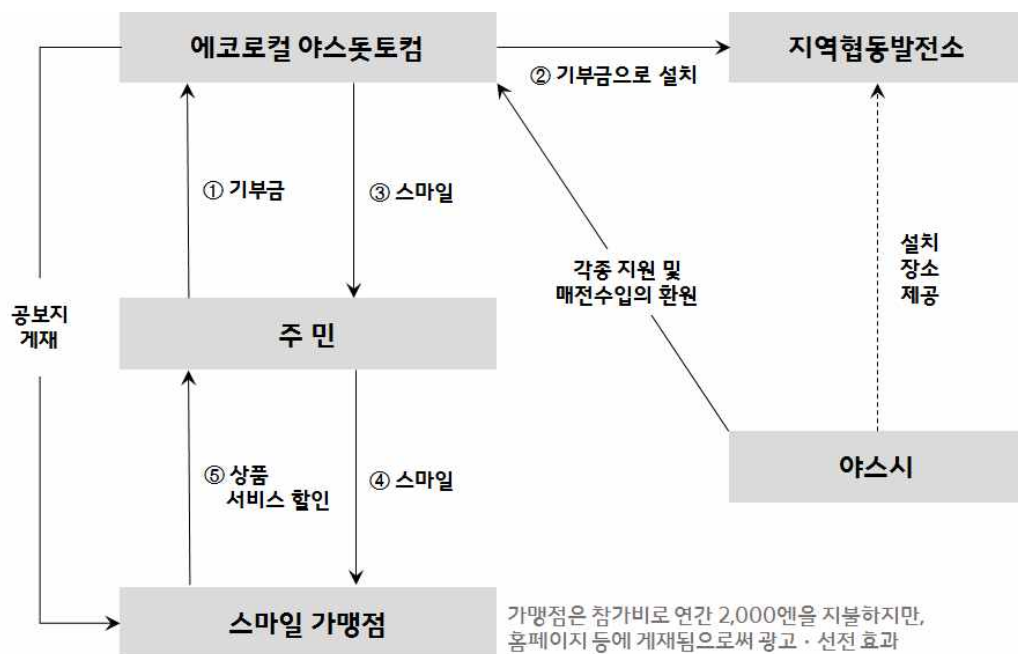 에코로컬 야스돗토컴
지역협동발전소
② 기부금으로 설치
① 기부금
③ 스마일
각종 지원 및
매전수입의 환원
설치
장소
제공
공보지
게재
주 민
⑤ 상품
서비스 할인
④ 스마일
야스시
스마일 가맹점
가맹점은 참가비로 연간 2,000엔을 지불하지만,
홈페이지 등에 게재됨으로써 광고 · 선전 효과